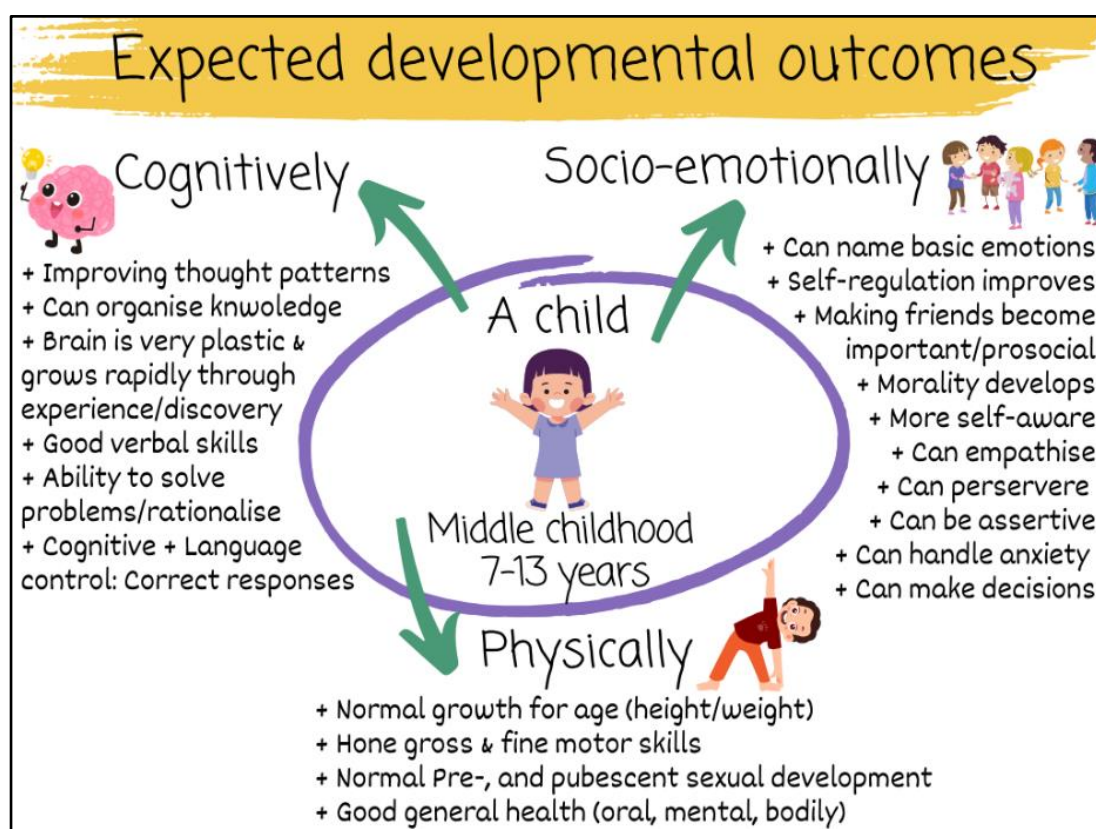 Expected developmental outcomes
Cognitively
+ Improving thought patterns
+ Can organise knwoledge
+ Brain is very plastic &
grows rapidly through
experience/discovery
+ Good verbal skills
+ Ability to solve
problems/rationalise
+ Cognitive + Language
control: Correct responses
Socio-emotionally
+ Can name basic emotions
+ Self-regulation improves
+ Making friends become
important/prosocial
+ Morality develops
+ More self-aware
+ Can empathise
+ Can perservere
+ Can be assertive
+ Can handle anxiety
+ Can make decisions
A child
Middle childhood
7-13 years
Physically
+ Normal growth for age (height/weight)
+ Hone gross & fine motor skills
+ Normal Pre-, and pubescent sexual development
+ Good general health (oral, mental, bodily)